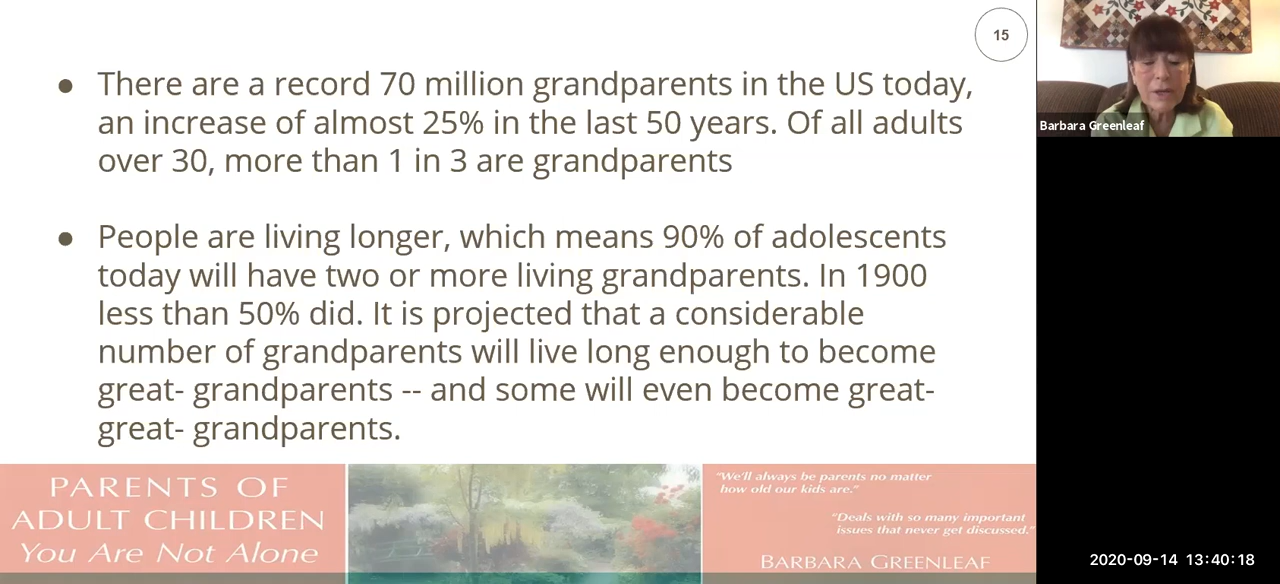 15
● There are a record 70 million grandparents in the US today,
an increase of almost 25% in the last 50 years. Of all adults
over 30, more than 1 in 3 are grandparents
● People are living longer, which means 90% of adolescents
today will have two or more living grandparents. In 1900
less than 50% did. It is projected that a considerable
number of grandparents will live long enough to become
great- grandparents -- and some will even become great-
great- grandparents.
PARENTS OF
ADULT CHILDREN
You Are Not Alone
"We'll always be parents no matter
how old our kids are."
"Deals with so many important
issues that never get discussed."
BARBARA GREENLEAF
Barbara Greenleaf
2020-09-14 13:40:18